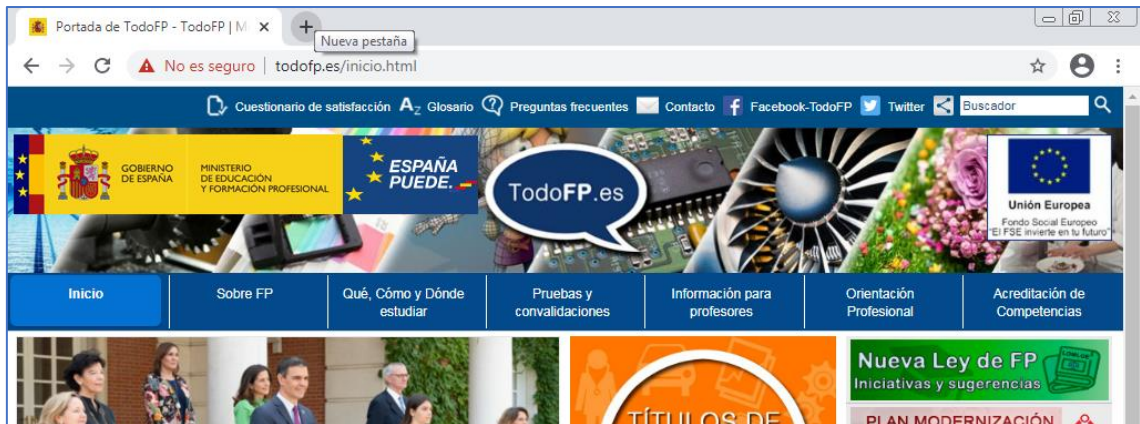 Portada de TodoFP - TodoFP | M
Nueva pestaña
No es seguro | todofp.es/inicio.html
Cuestionario de satisfacción AZ Glosario Preguntas frecuentes Contacto Facebook-TodoFP Twitter Buscador
GOBIERNO
DE ESPAÑA
MINISTERIO
DE EDUCACIÓN
Y FORMACIÓN PROFESIONAL
ESPAÑA
PUEDE.
TodoFP.es
Unión Europea
Fondo Social Europeo
"El FSE invierte en tu futuro"
Inicio
Sobre FP
Qué, Cómo y Dónde
estudiar
Pruebas y
convalidaciones
Información para
profesores
Orientación
Profesional
Acreditación de
Competencias
TÍTULOS DE
Nueva Ley de FP
Iniciativas y sugerencias
PLAN MODERNIZACIÓN